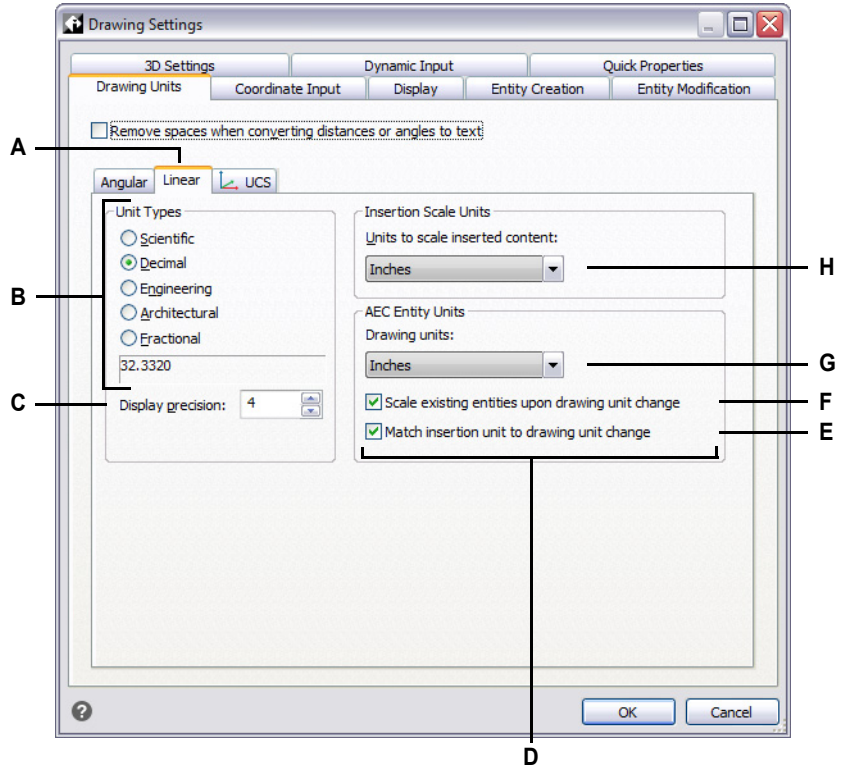 Drawing Settings
3D Settings Dynamic Input Quick Properties
Drawing Units Coordinate Input Display Entity Creation Entity Modification
Remove spaces when converting distances or angles to text
A
Angular Linear UCS
Unit Types
Scientific
Decimal
Engineering
Architectural
Fractional
32.3320
B
C
Display precision: 4
Insertion Scale Units
Units to scale inserted content:
Inches
H
AEC Entity Units
Drawing units:
Inches
G
Scale existing entities upon drawing unit change
F
Match insertion unit to drawing unit change
E
? OK Cancel
D